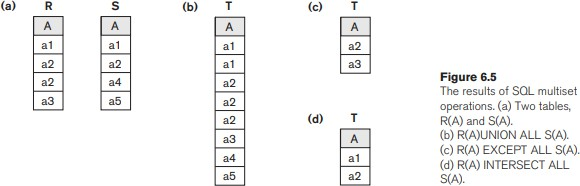 (a) R S
A A
a1 a1
a2 a2
a2 a4
a3 a5
(b) T
A
a1
a1
a2
a2
a2
a3
a4
a5
(c) T
A
a2
a3
(d) T
A
a1
a2
Figure 6.5
The results of SQL multiset
operations. (a) Two tables,
R(A) and S(A).
(b) R(A)UNION ALL S(A).
(c) R(A) EXCEPT ALL S(A).
(d) R(A) INTERSECT ALL
S(A).